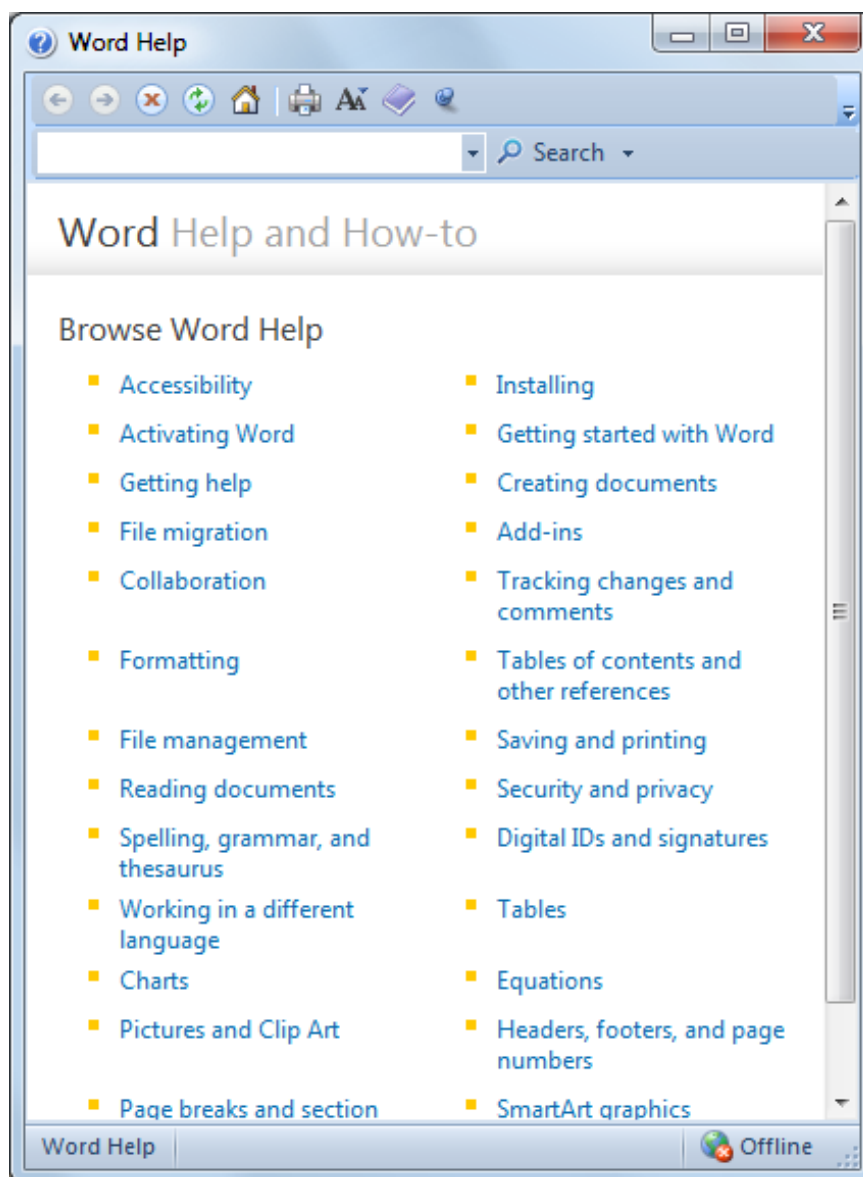 Word Help
Search
Word Help and How-to
Browse Word Help
Accessibility
Installing
Activating Word
Getting started with Word
Getting help
Creating documents
File migration
Add-ins
Collaboration
Tracking changes and
comments
Formatting
Tables of contents and
other references
File management
Saving and printing
Reading documents
Security and privacy
Spelling, grammar, and
thesaurus
Digital IDs and signatures
Working in a different
language
Tables
Charts
Equations
Pictures and Clip Art
Headers, footers, and page
numbers
Page breaks and section
SmartArt graphics
Word Help
Offline